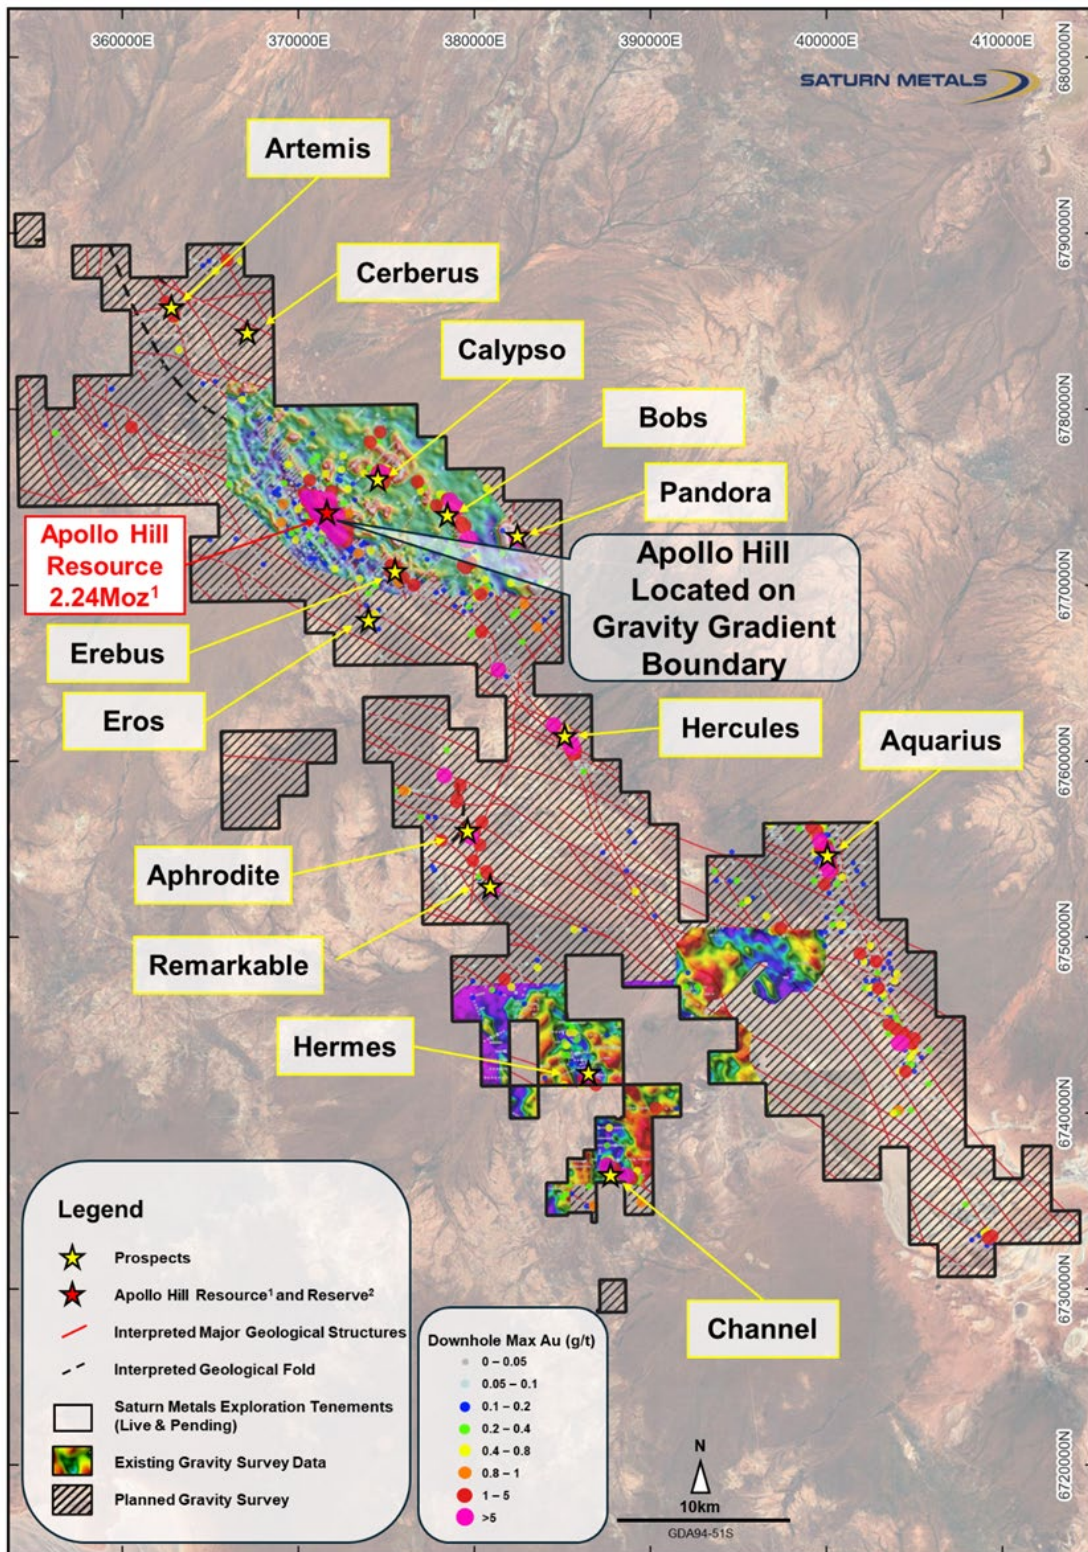 360000E
370000E
380000E
390000E
400000E
410000E
6800000N
SATURN METALS
Artemis
6790000N
Cerberus
Calypso
6780000N
Bobs
Pandora
Apollo Hill
Resource
2.24Moz¹
Apollo Hill
Located on
Gravity Gradient
Boundary
6770000N
Erebus
Eros
Hercules
Aquarius
6760000N
Aphrodite
Remarkable
6750000N
Hermes
6740000N
Channel
6730000N
6720000N
Legend
Prospects
Apollo Hill Resource¹ and Reserve²
Interpreted Major Geological Structures
Interpreted Geological Fold
Saturn Metals Exploration Tenements
(Live & Pending)
Existing Gravity Survey Data
Planned Gravity Survey
Downhole Max Au (g/t)
0 – 0.05
0.05 – 0.1
0.1 – 0.2
0.2 – 0.4
0.4 – 0.8
0.8 – 1
1 – 5
>5
N
10km
GDA94-51S